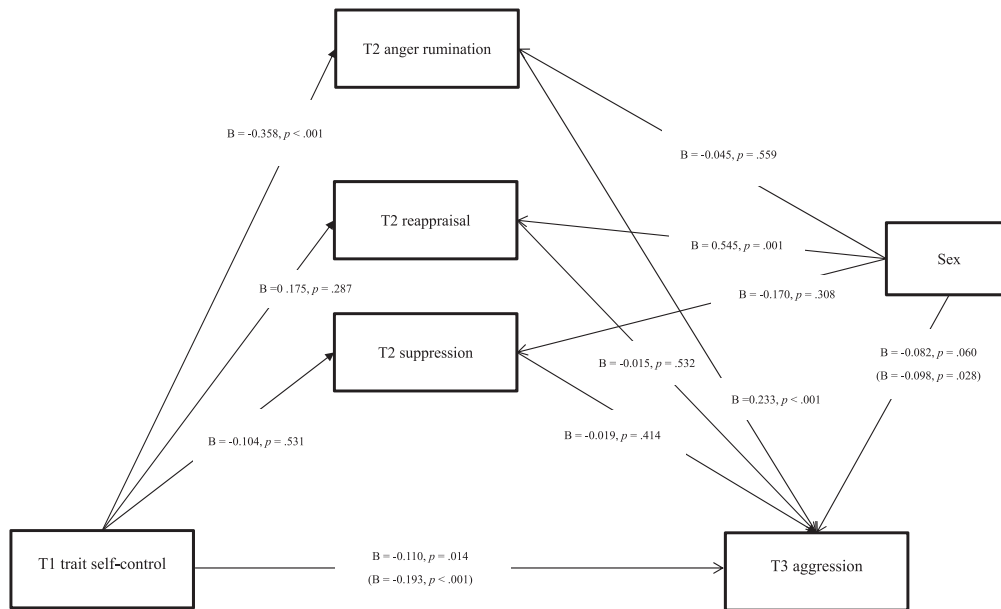 T2 anger rumination
B = -0.358, p < .001
B = -0.045, p = .559
T2 reappraisal
B = 0.545, p = .001
Sex
B =0 .175, p = .287
B = -0.170, p = .308
T2 suppression
B = -0.015, p = .532
B = -0.082, p = .060
(B = -0.098, p = .028)
B =0.233, p < .001
B = -0.104, p = .531
B = -0.019, p = .414
T1 trait self-control
B = -0.110, p = .014
(B = -0.193, p < .001)
T3 aggression